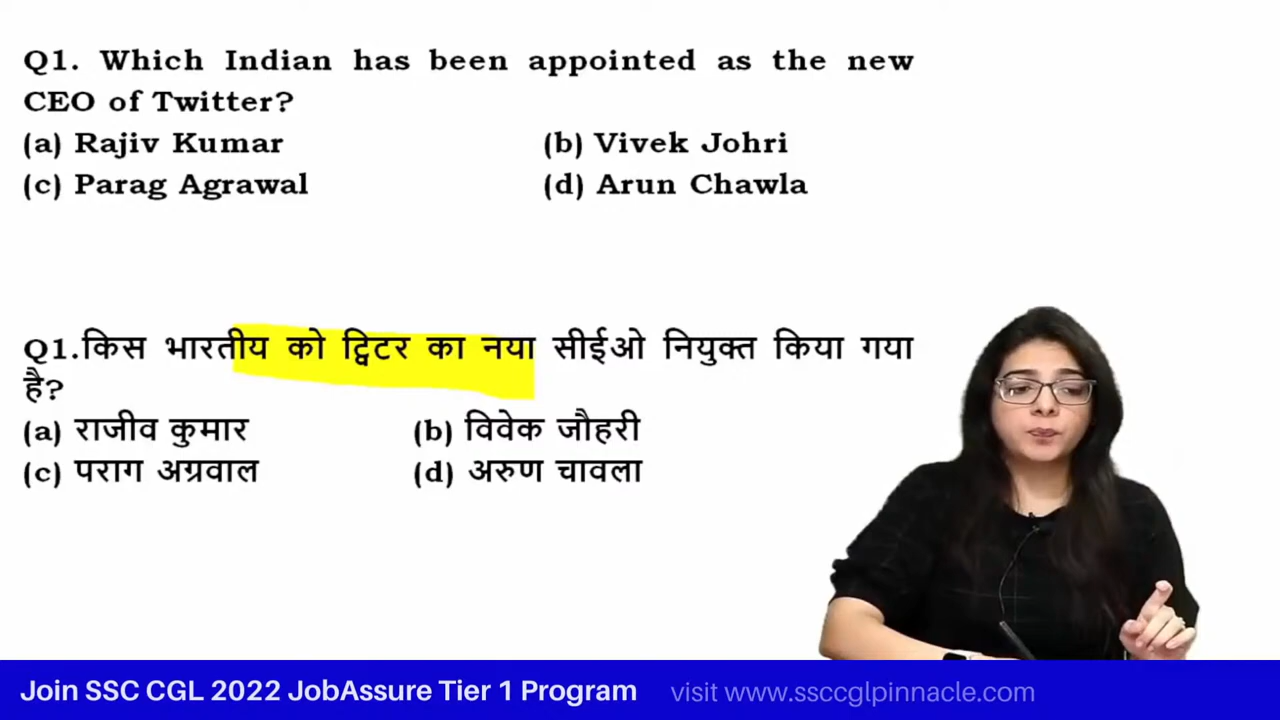 Q1. Which Indian has been appointed as the new
CEO of Twitter?
(a) Rajiv Kumar (b) Vivek Johri
(c) Parag Agrawal (d) Arun Chawla
Q1.किस भारतीय को ट्विटर का नया सीईओ नियुक्त किया गया
है?
(a) राजीव कुमार (b) विवेक जौहरी
(c) पराग अग्रवाल (d) अरुण चावला
Join SSC CGL 2022 JobAssure Tier 1 Program visit www.ssccglpinnacle.com